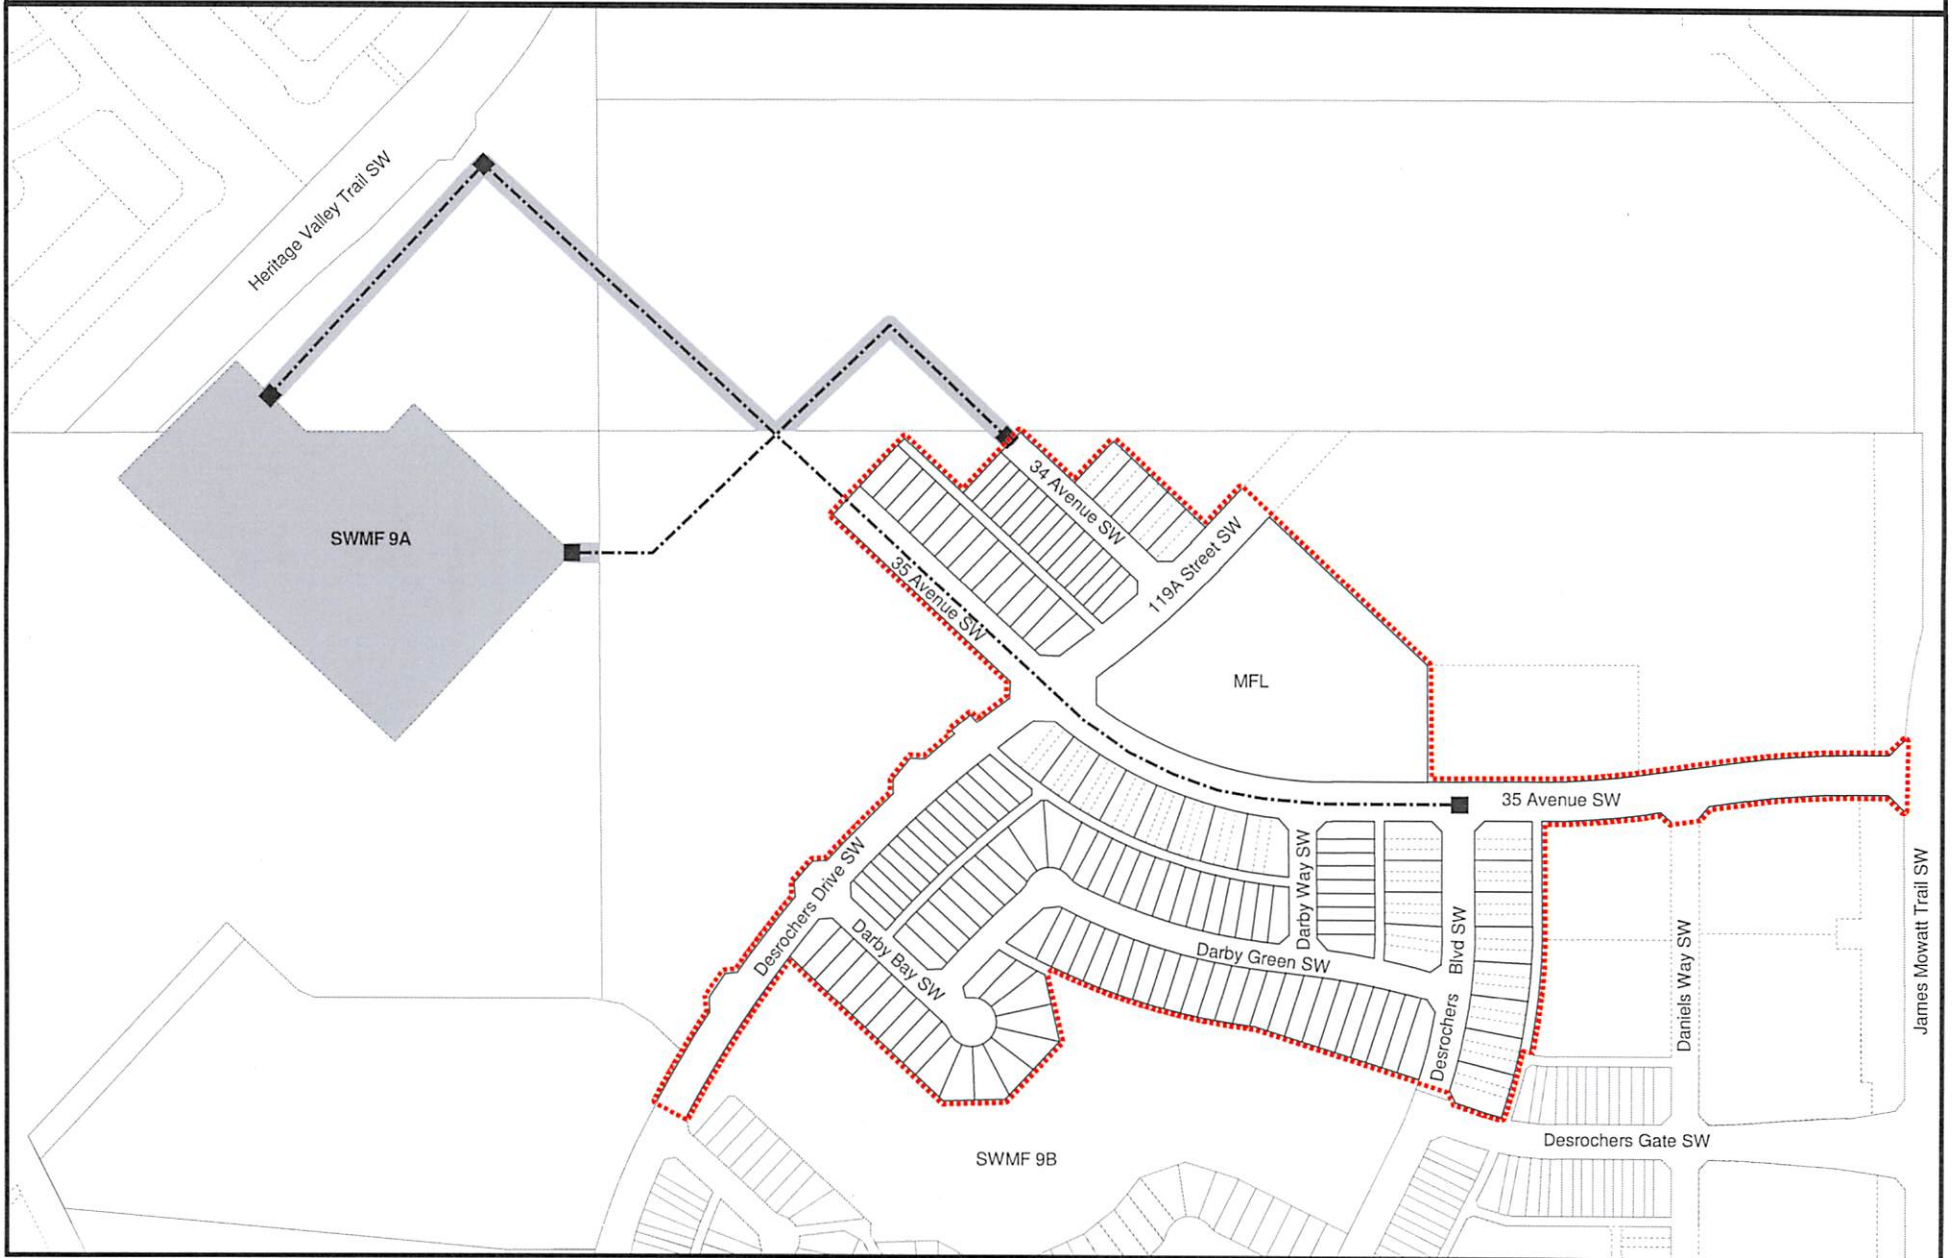 Heritage Valley Trail SW
34 Avenue SW
SWMF 9A
119A Street SW
35 Avenue SW
MFL
35 Avenue SW
Darby Way SW
Desrochers Drive SW
James Mowatt Trail SW
Darby Bay SW
Darby Green SW
Desrochers Blvd SW
Daniels Way SW
Desrochers Gate SW
SWMF 9B